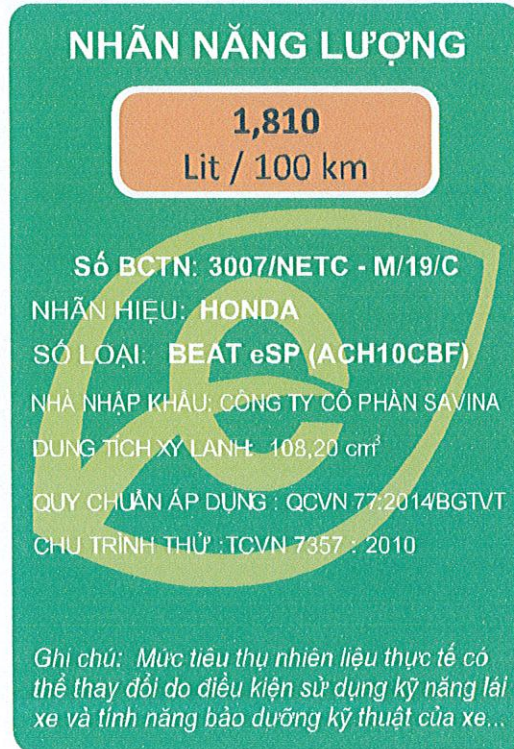 NHÃN NĂNG LƯỢNG
1,810
Lit / 100 km
Số BCTN: 3007/NETC - M/19/C
NHÃN HIỆU: HONDA
SỐ LOẠI: BEAT eSP (ACH10CBF)
NHÀ NHẬP KHẨU: CÔNG TY CỔ PHẦN SAVINA
DUNG TÍCH XY LANH: 108,20 cm³
QUY CHUẨN ÁP DỤNG : QCVN 77:2014/BGTVT
CHU TRÌNH THỬ :TCVN 7357 : 2010
Ghi chú: Mức tiêu thụ nhiên liệu thực tế có
thể thay đổi do điều kiện sử dụng kỹ năng lái
xe và tính năng bảo dưỡng kỹ thuật của xe...